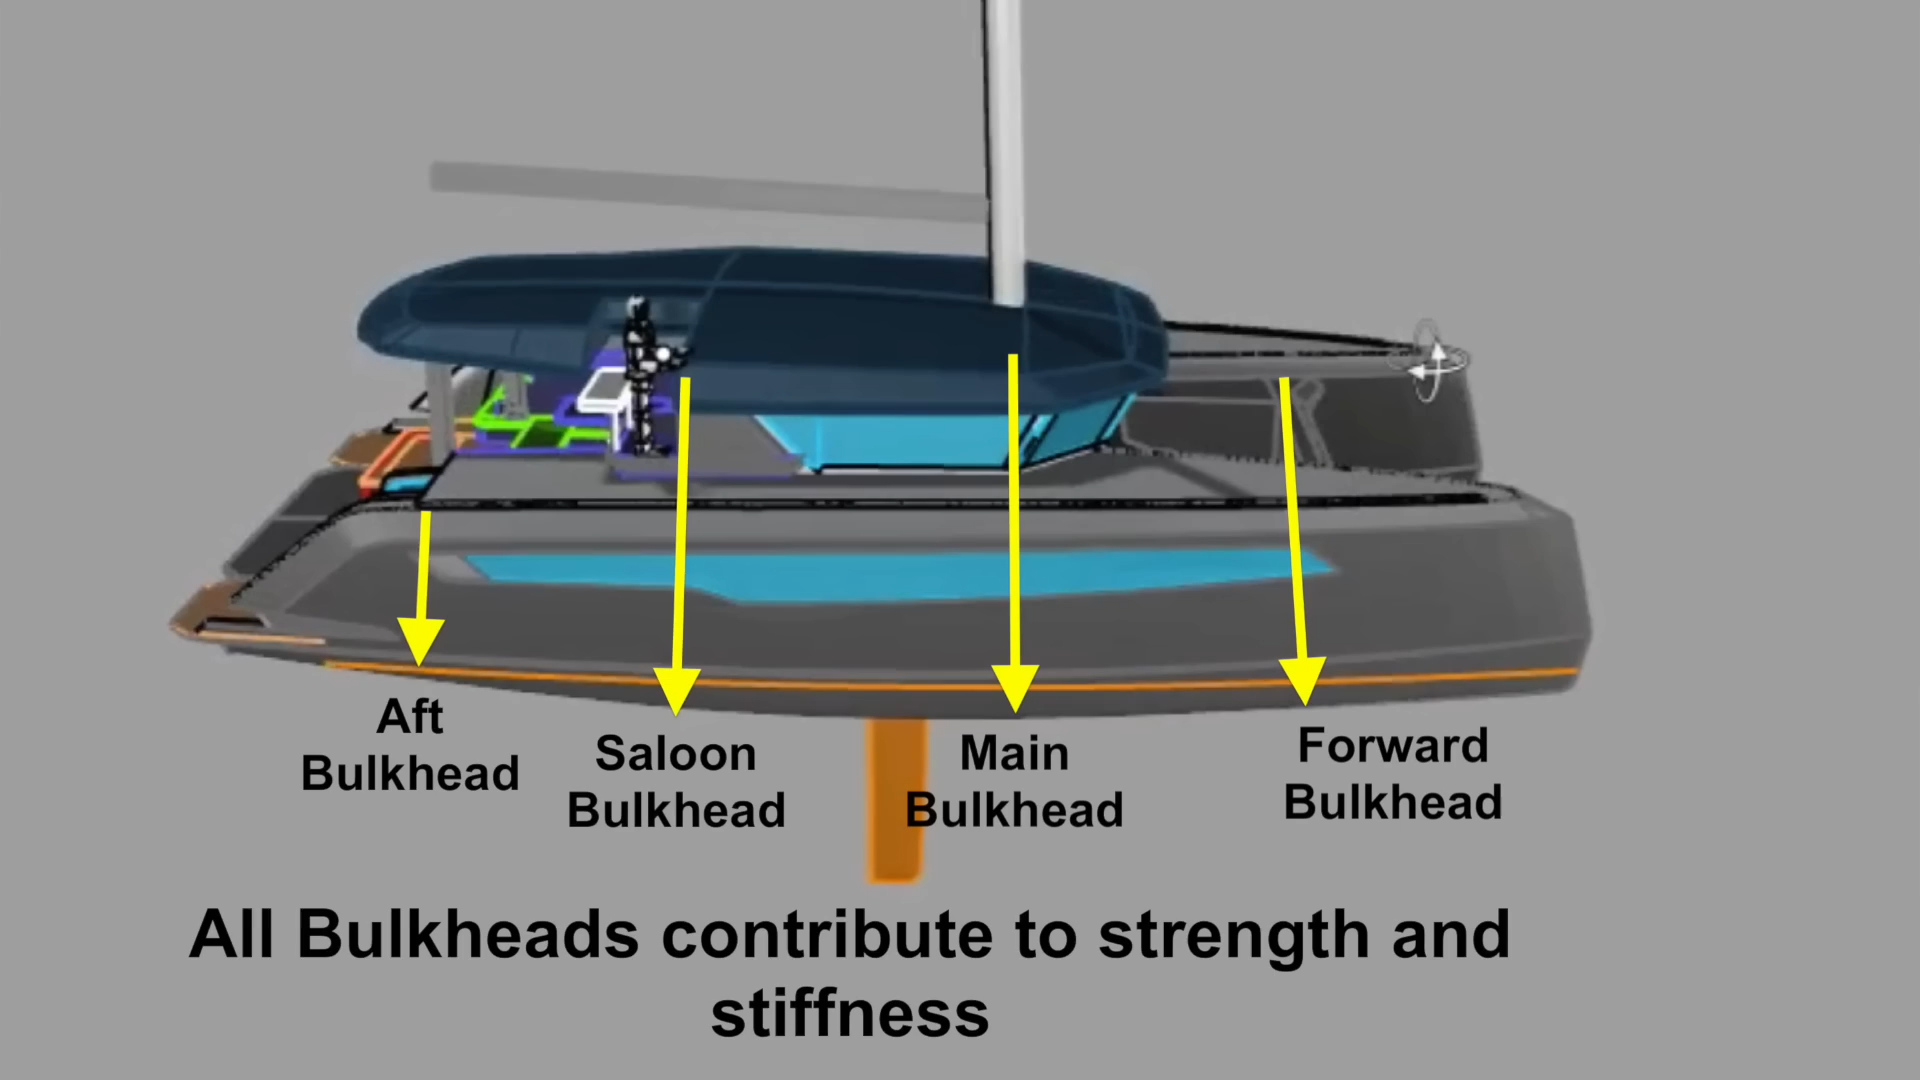 Aft
Bulkhead
Saloon
Bulkhead
Main
Bulkhead
Forward
Bulkhead
All Bulkheads contribute to strength and
stiffness